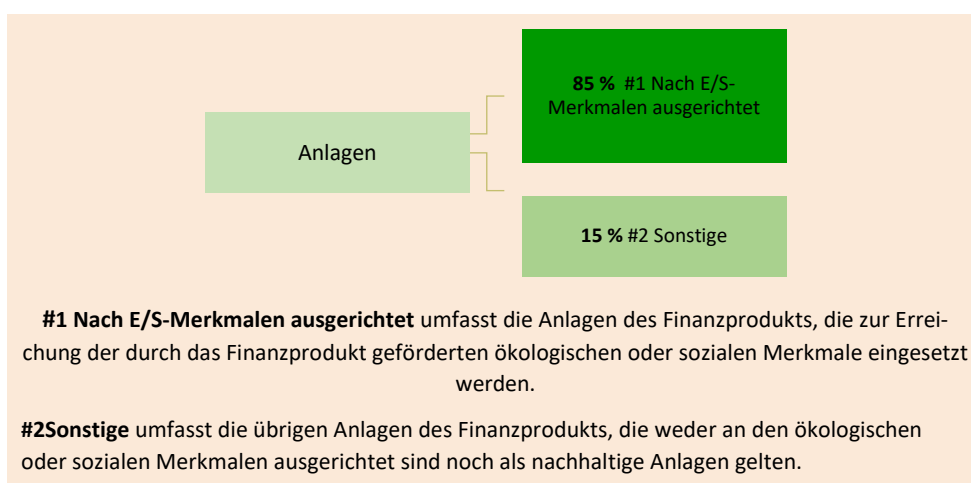 85 % #1 Nach E/S-
Merkmalen ausgerichtet
Anlagen
15 % #2 Sonstige
#1 Nach E/S-Merkmalen ausgerichtet umfasst die Anlagen des Finanzprodukts, die zur Errei-
chung der durch das Finanzprodukt geförderten ökologischen oder sozialen Merkmale eingesetzt
werden.
#2Sonstige umfasst die übrigen Anlagen des Finanzprodukts, die weder an den ökologischen
oder sozialen Merkmalen ausgerichtet sind noch als nachhaltige Anlagen gelten.